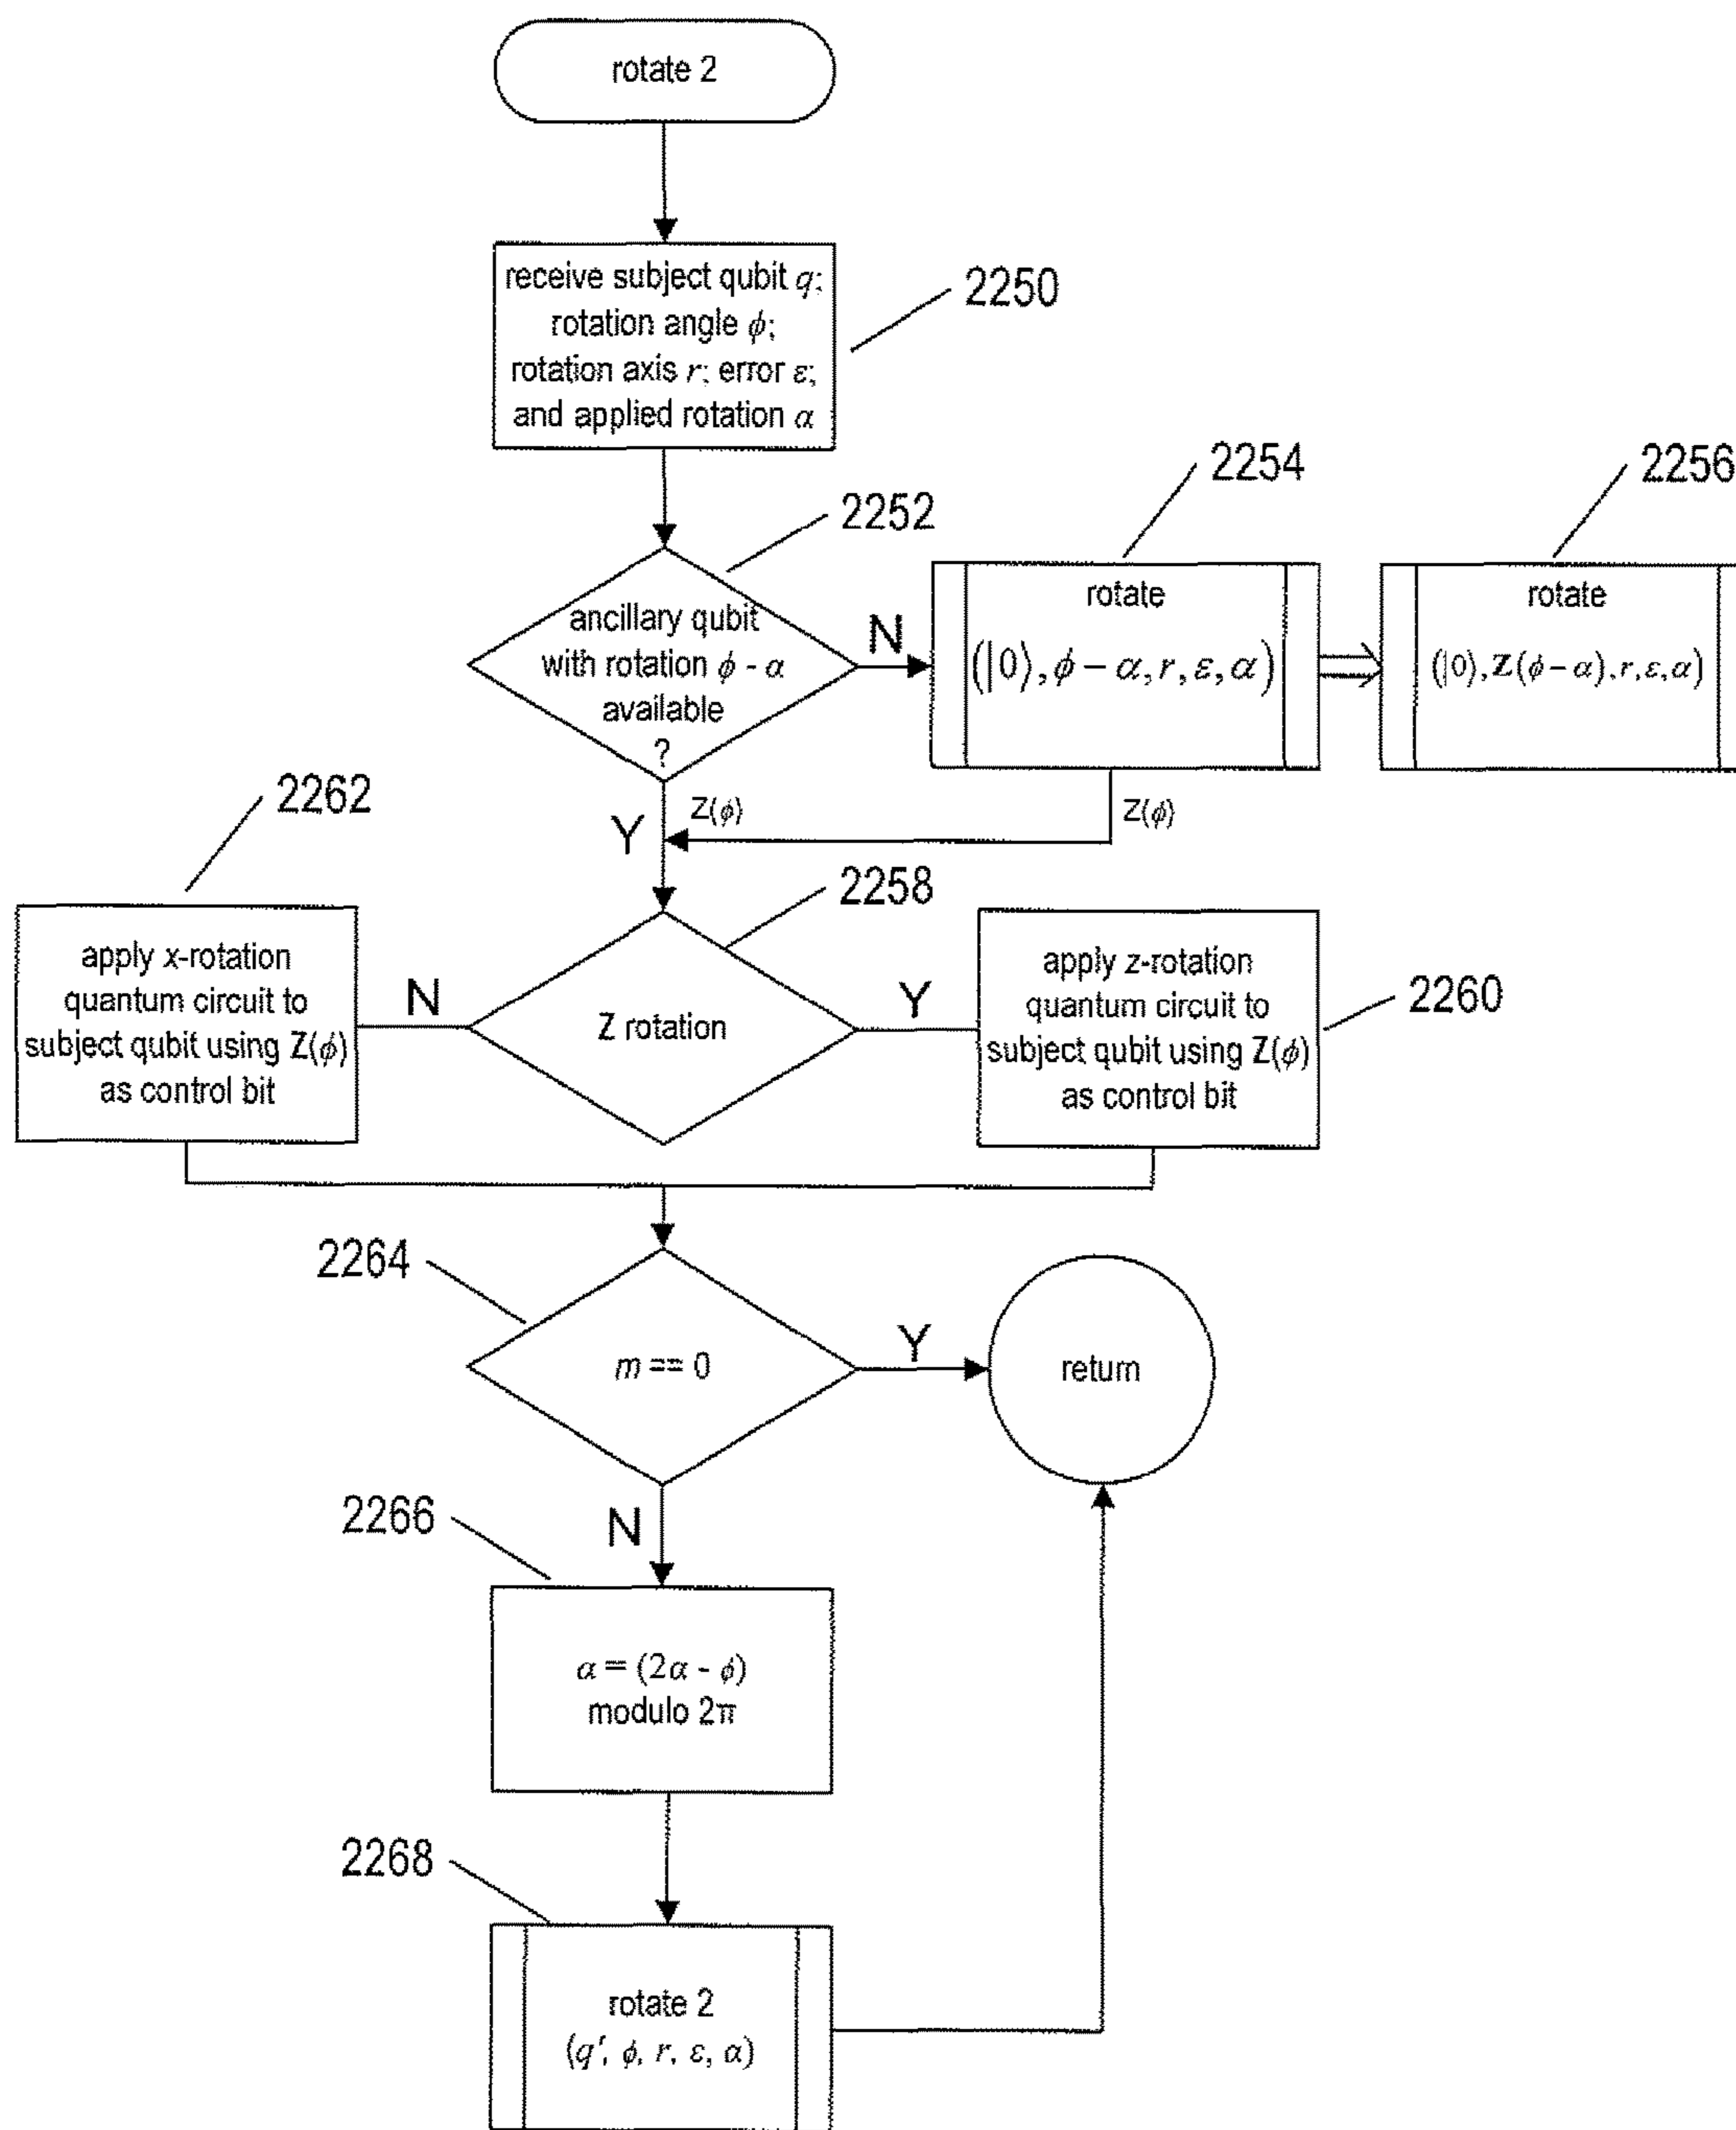 rotate 2
receive subject qubit q;
rotation angle ϕ;
rotation axis r; error ε;
and applied rotation α
2250
2252
ancillary qubit
with rotation ϕ - α
available
?
N
2254
rotate
(|0⟩, ϕ − α, r, ε, α)
2256
rotate
(|0⟩, Z(ϕ−α), r, ε, α)
Y
Z(ϕ)
Z(ϕ)
2262
apply x-rotation
quantum circuit to
subject qubit using Z(ϕ)
as control bit
N
2258
Z rotation
Y
apply z-rotation
quantum circuit to
subject qubit using Z(ϕ)
as control bit
2260
2264
m == 0
Y
return
N
2266
α = (2α - ϕ)
modulo 2π
2268
rotate 2
(q', ϕ, r, ε, α)